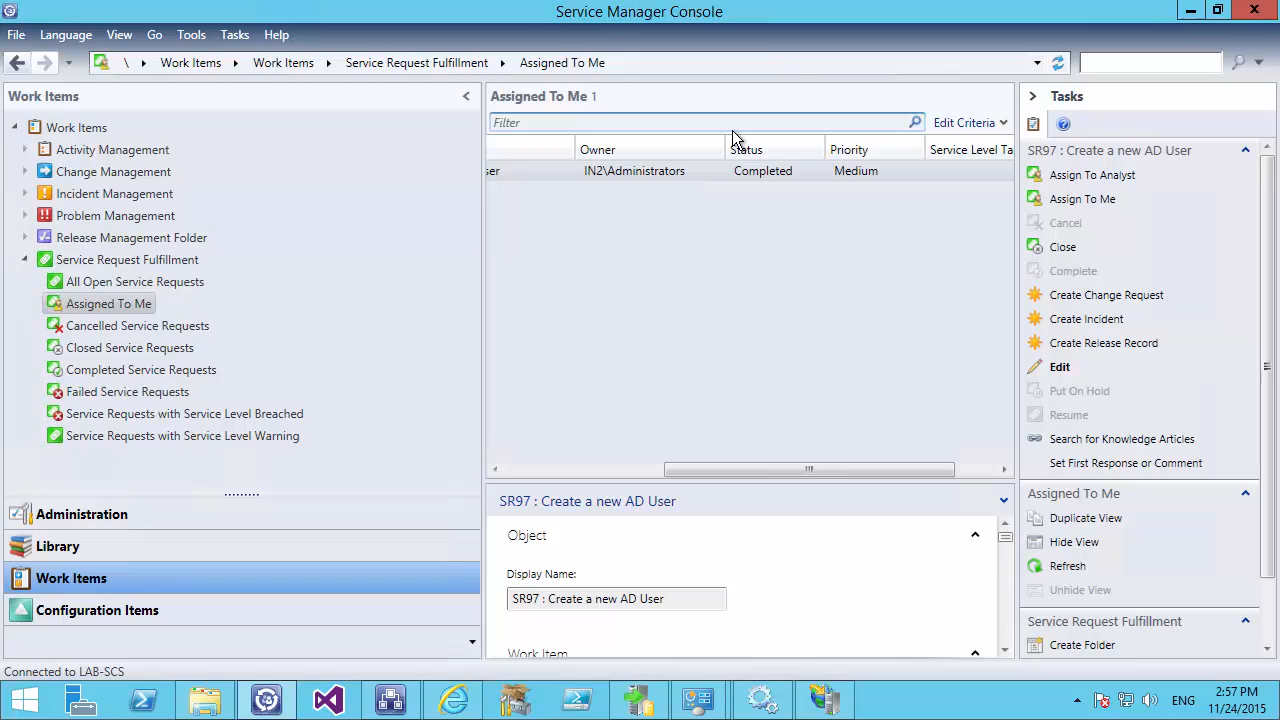 Service Manager Console
File Language View Go Tools Tasks Help
\ Work Items Work Items Service Request Fulfillment Assigned To Me
Work Items
Work Items
Activity Management
Change Management
Incident Management
Problem Management
Release Management Folder
Service Request Fulfillment
All Open Service Requests
Assigned To Me
Cancelled Service Requests
Closed Service Requests
Completed Service Requests
Failed Service Requests
Service Requests with Service Level Breached
Service Requests with Service Level Warning
Administration
Library
Work Items
Configuration Items
Assigned To Me 1
Filter
Edit Criteria
Owner Status Priority Service Level Ta
ser IN2\Administrators Completed Medium
SR97 : Create a new AD User
Object
Display Name:
SR97 : Create a new AD User
Work Item
Tasks
SR97 : Create a new AD User
Assign To Analyst
Assign To Me
Cancel
Close
Complete
Create Change Request
Create Incident
Create Release Record
Edit
Put On Hold
Resume
Search for Knowledge Articles
Set First Response or Comment
Assigned To Me
Duplicate View
Hide View
Refresh
Unhide View
Service Request Fulfillment
Create Folder
Connected to LAB-SCS
ENG
2:57 PM
11/24/2015